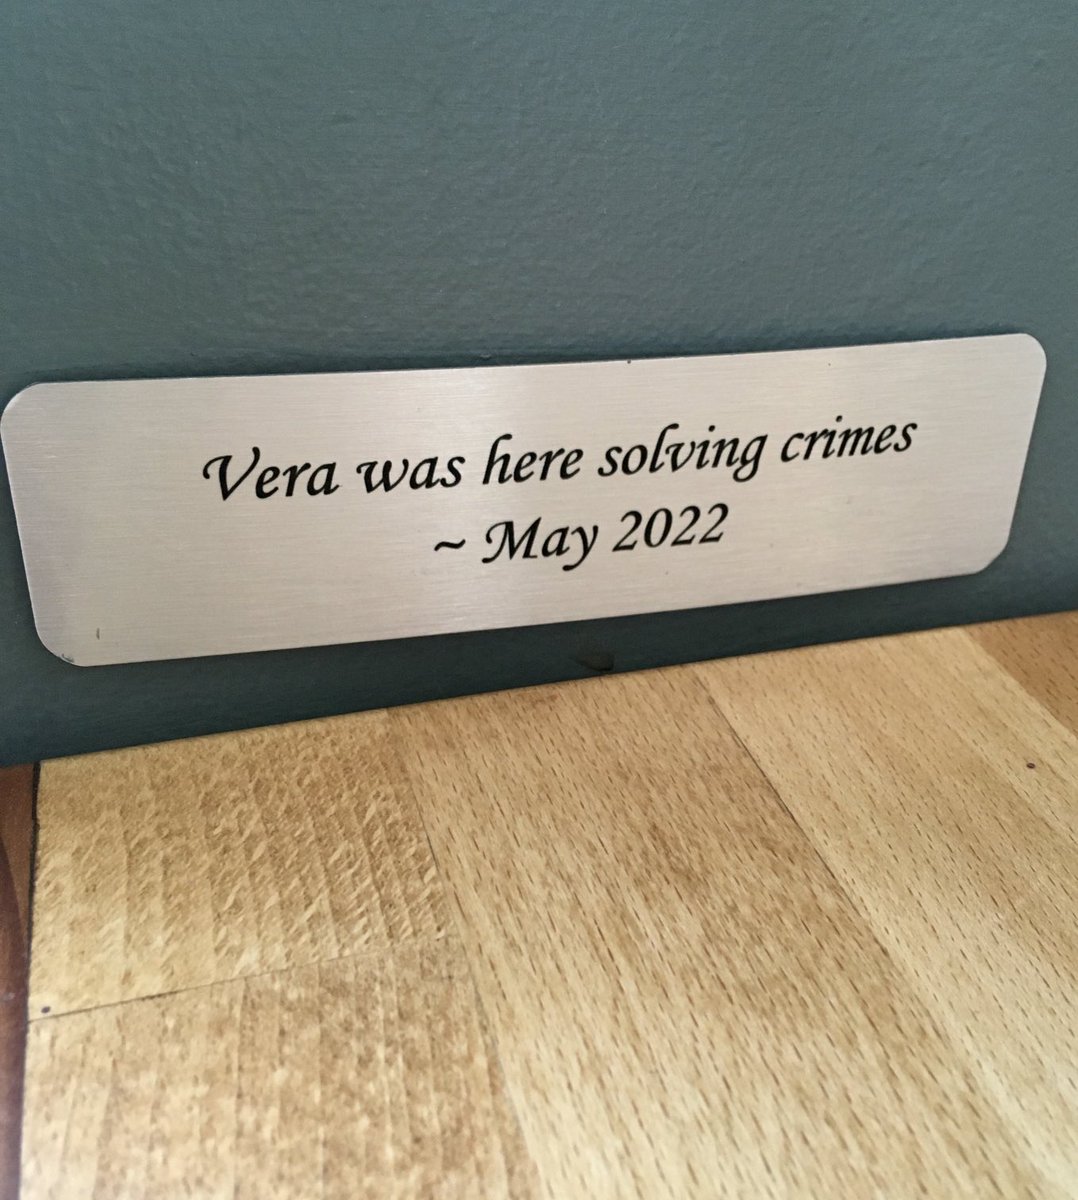 Vera was here solving crimes
~ May 2022